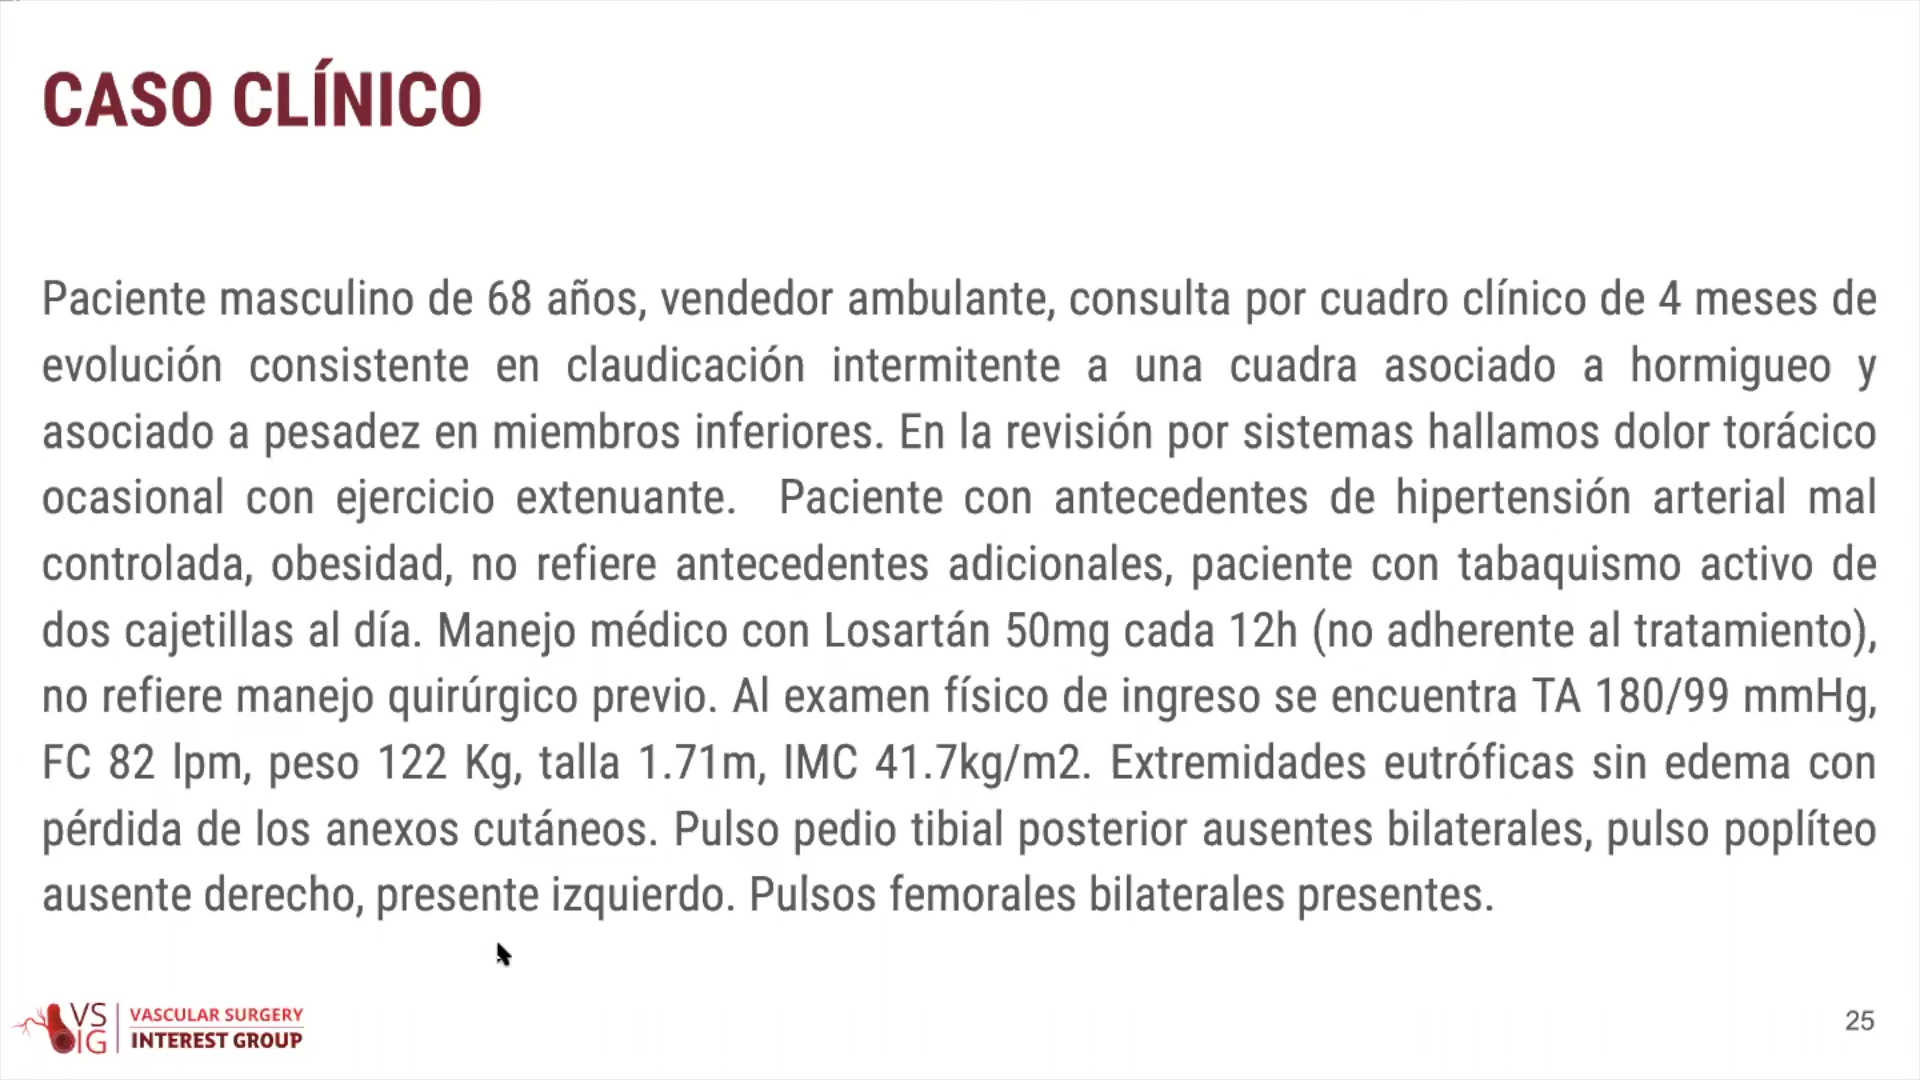 CASO CLÍNICO
Paciente masculino de 68 años, vendedor ambulante, consulta por cuadro clínico de 4 meses de
evolución consistente en claudicación intermitente a una cuadra asociado a hormigueo y
asociado a pesadez en miembros inferiores. En la revisión por sistemas hallamos dolor torácico
ocasional con ejercicio extenuante. Paciente con antecedentes de hipertensión arterial mal
controlada, obesidad, no refiere antecedentes adicionales, paciente con tabaquismo activo de
dos cajetillas al día. Manejo médico con Losartán 50mg cada 12h (no adherente al tratamiento),
no refiere manejo quirúrgico previo. Al examen físico de ingreso se encuentra TA 180/99 mmHg,
FC 82 lpm, peso 122 Kg, talla 1.71m, IMC 41.7kg/m2. Extremidades eutróficas sin edema con
pérdida de los anexos cutáneos. Pulso pedio tibial posterior ausentes bilaterales, pulso poplíteo
ausente derecho, presente izquierdo. Pulsos femorales bilaterales presentes.
VS
IG
VASCULAR SURGERY
INTEREST GROUP
25